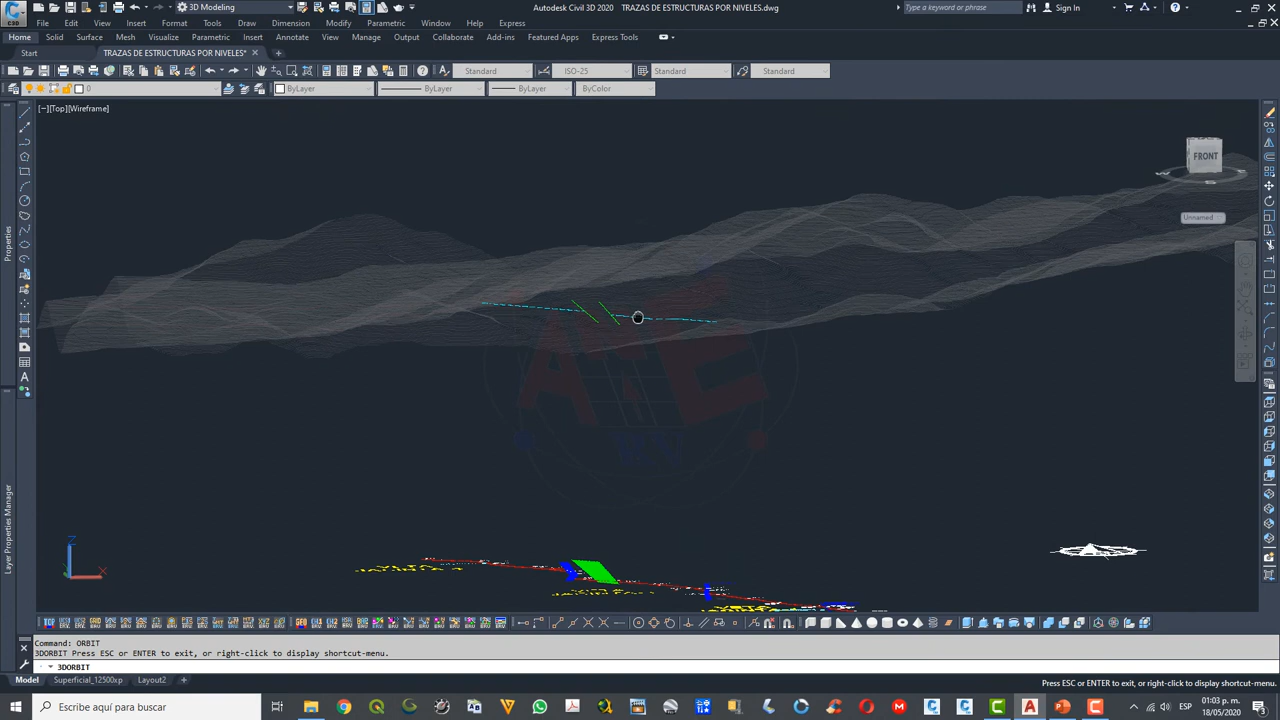 C3D
3D Modeling
Autodesk Civil 3D 2020
TRAZAS DE ESTRUCTURAS POR NIVELES.dwg
Type a keyword or phrase
Sign In
File
Edit
View
Insert
Format
Tools
Draw
Dimension
Modify
Parametric
Window
Help
Express
Home
Solid
Surface
Mesh
Visualize
Parametric
Insert
Annotate
View
Manage
Output
Collaborate
Add-ins
Featured Apps
Express Tools
Start
TRAZAS DE ESTRUCTURAS POR NIVELES*
Standard
ISO-25
Standard
Standard
0
ByLayer
ByLayer
ByLayer
ByColor
[−][Top][Wireframe]
FRONT
Unnamed
Properties
Layer Properties Manager
Z
X
Command: ORBIT
3DORBIT Press ESC or ENTER to exit, or right-click to display shortcut-menu.
3DORBIT
Model
Superficial_12500xp
Layout2
Press ESC or ENTER to exit, or right-click to display shortcut-menu.
Escribe aquí para buscar
ESP
01:03 p. m.
18/05/2020